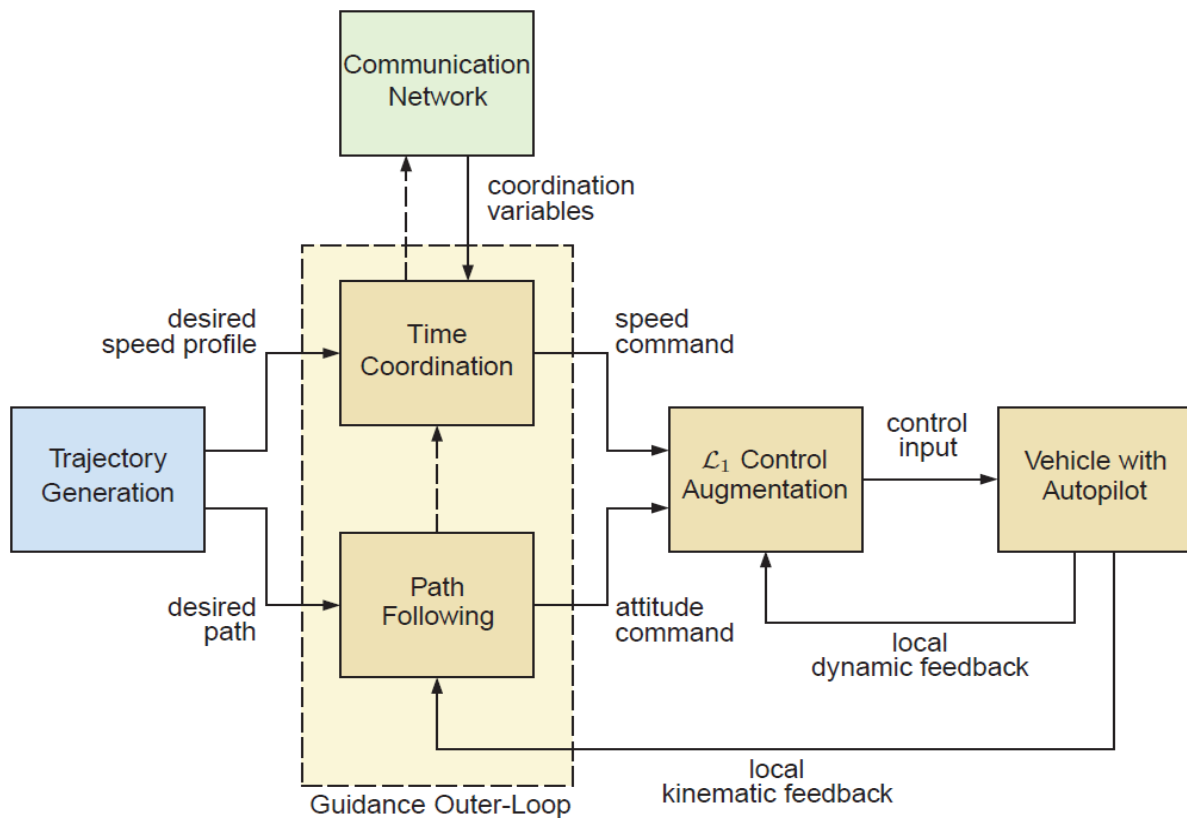 Communication
Network
coordination
variables
desired
speed profile
Time
Coordination
speed
command
Trajectory
Generation
ℒ₁ Control
Augmentation
control
input
Vehicle with
Autopilot
desired
path
Path
Following
attitude
command
local
dynamic feedback
local
kinematic feedback
Guidance Outer-Loop